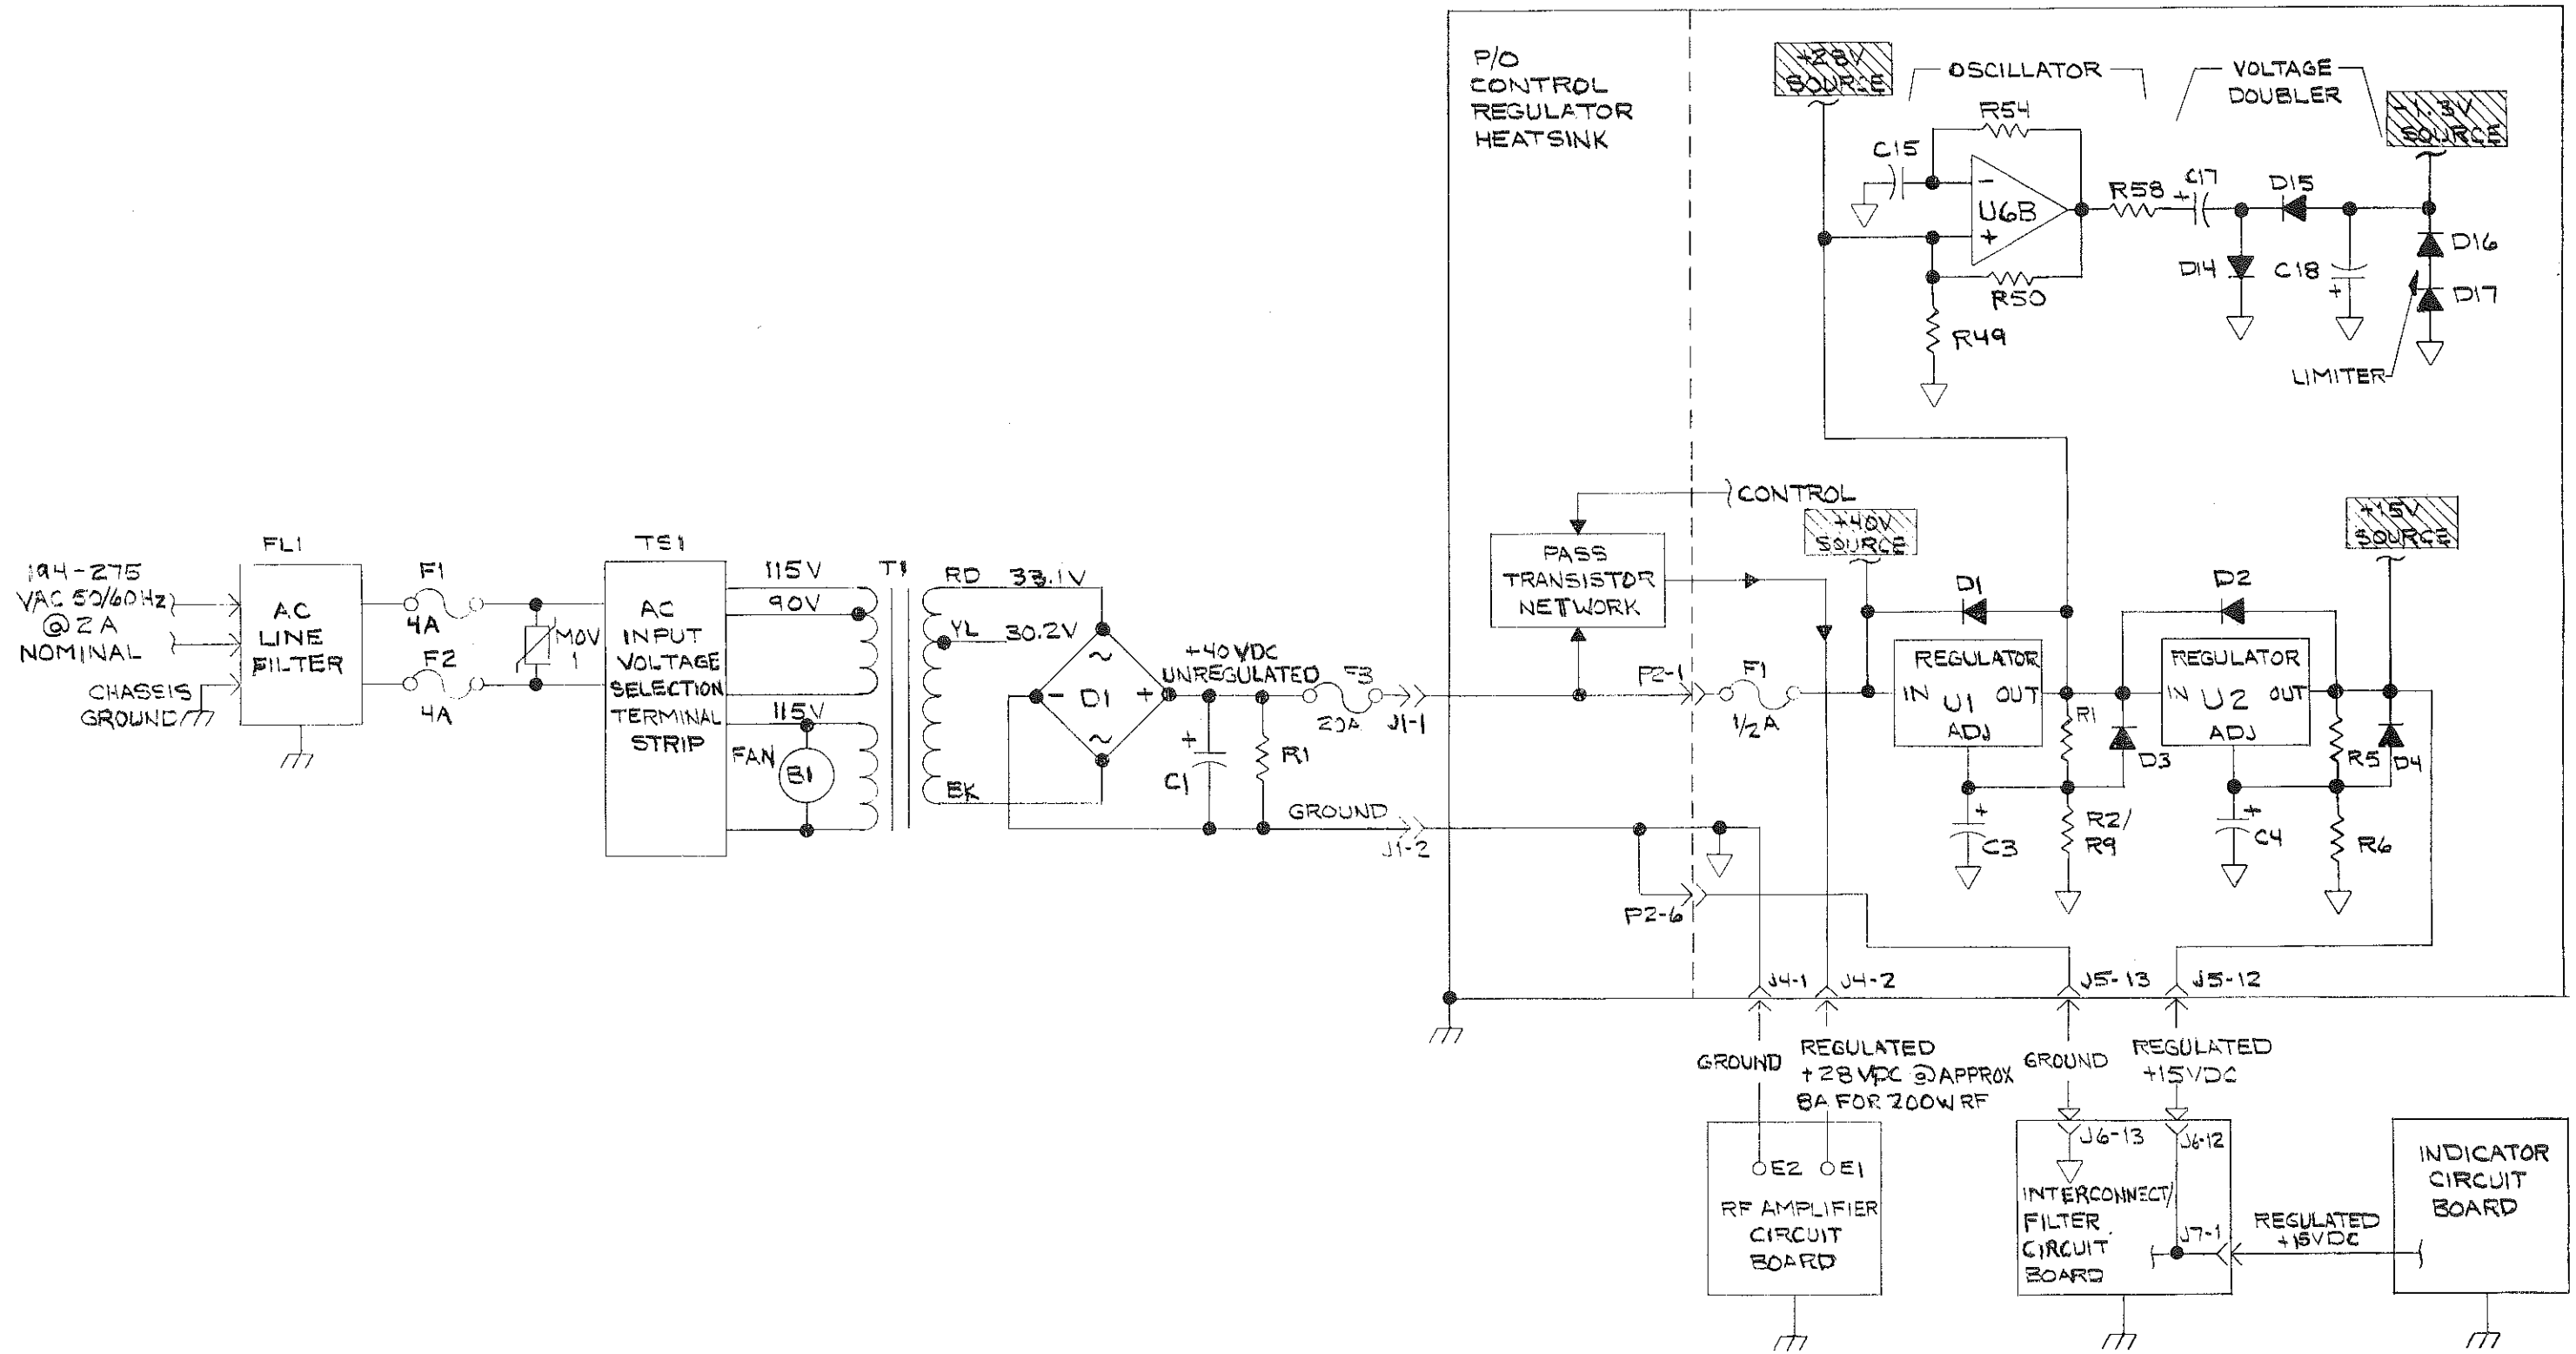 P/O
CONTROL
REGULATOR
HEATSINK
+28V
SOURCE
OSCILLATOR
VOLTAGE
DOUBLER
-1.3V
SOURCE
R54
C15
U6B
-
+
R58
C17
+
D15
D14
C18
+
D16
D17
R50
R49
LIMITER
CONTROL
PASS
TRANSISTOR
NETWORK
+40V
SOURCE
+15V
SOURCE
FL1
194-275
VAC 50/60Hz
@ 2A
NOMINAL
CHASSIS
GROUND
AC
LINE
FILTER
F1
4A
F2
4A
MOV
1
TS1
AC
INPUT
VOLTAGE
SELECTION
TERMINAL
STRIP
115V
90V
115V
FAN
B1
T1
RD 33.1V
YL 30.2V
BK
~
- D1 +
~
+40VDC
UNREGULATED
F3
20A
J1-1
+
C1
R1
GROUND
J1-2
P2-1
F1
1/2A
P2-6
D1
REGULATOR
IN U1 OUT
ADJ
R1
D3
+
C3
R2/
R9
D2
REGULATOR
IN U2 OUT
ADJ
R5
D4
+
C4
R6
J4-1
J4-2
J5-13
J5-12
GROUND
REGULATED
+28VDC @ APPROX
8A FOR 200W RF
GROUND
REGULATED
+15VDC
E2
E1
RF AMPLIFIER
CIRCUIT
BOARD
J6-13
J6-12
INTERCONNECT/
FILTER
CIRCUIT
BOARD
J7-1
REGULATED
+15VDC
INDICATOR
CIRCUIT
BOARD